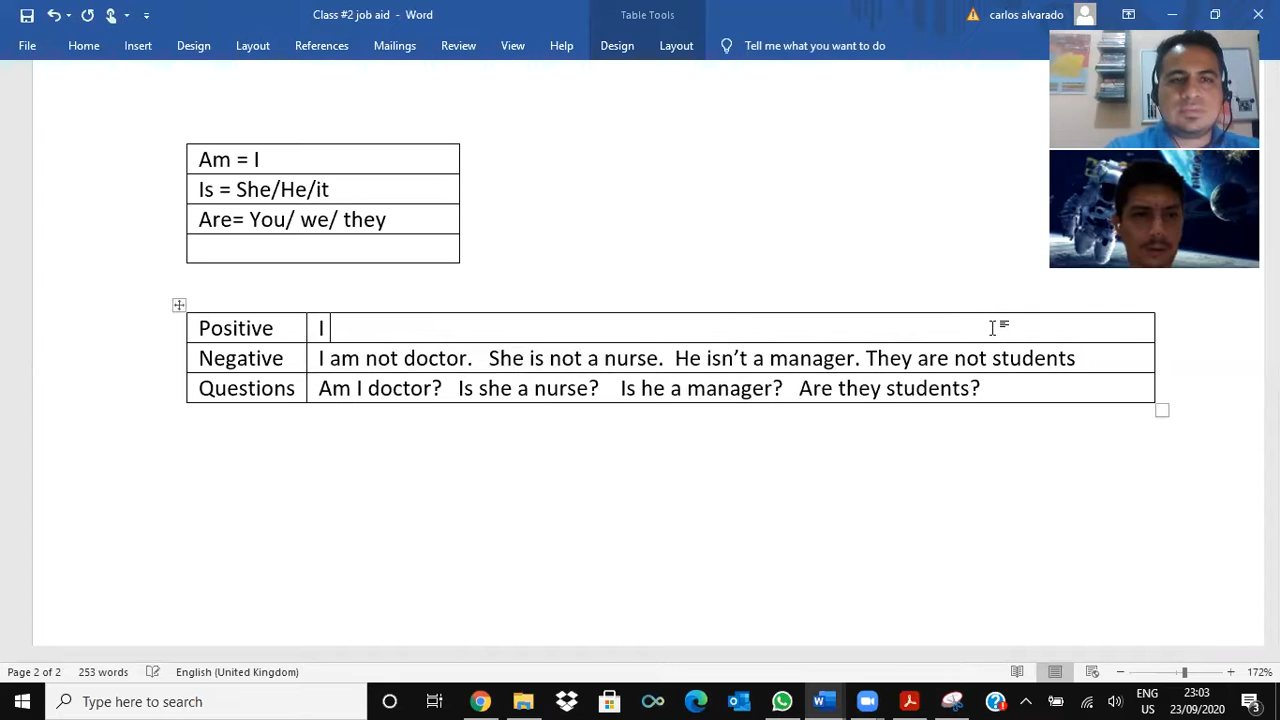 Class #2 job aid - Word
Table Tools
carlos alvarado
File Home Insert Design Layout References Mailings Review View Help Design Layout Tell me what you want to do
Am = I
Is = She/He/it
Are= You/ we/ they
Positive I
Negative I am not doctor. She is not a nurse. He isn't a manager. They are not students
Questions Am I doctor? Is she a nurse? Is he a manager? Are they students?
Page 2 of 2 253 words English (United Kingdom) 172%
Type here to search
ENG
US
23:03
23/09/2020
3